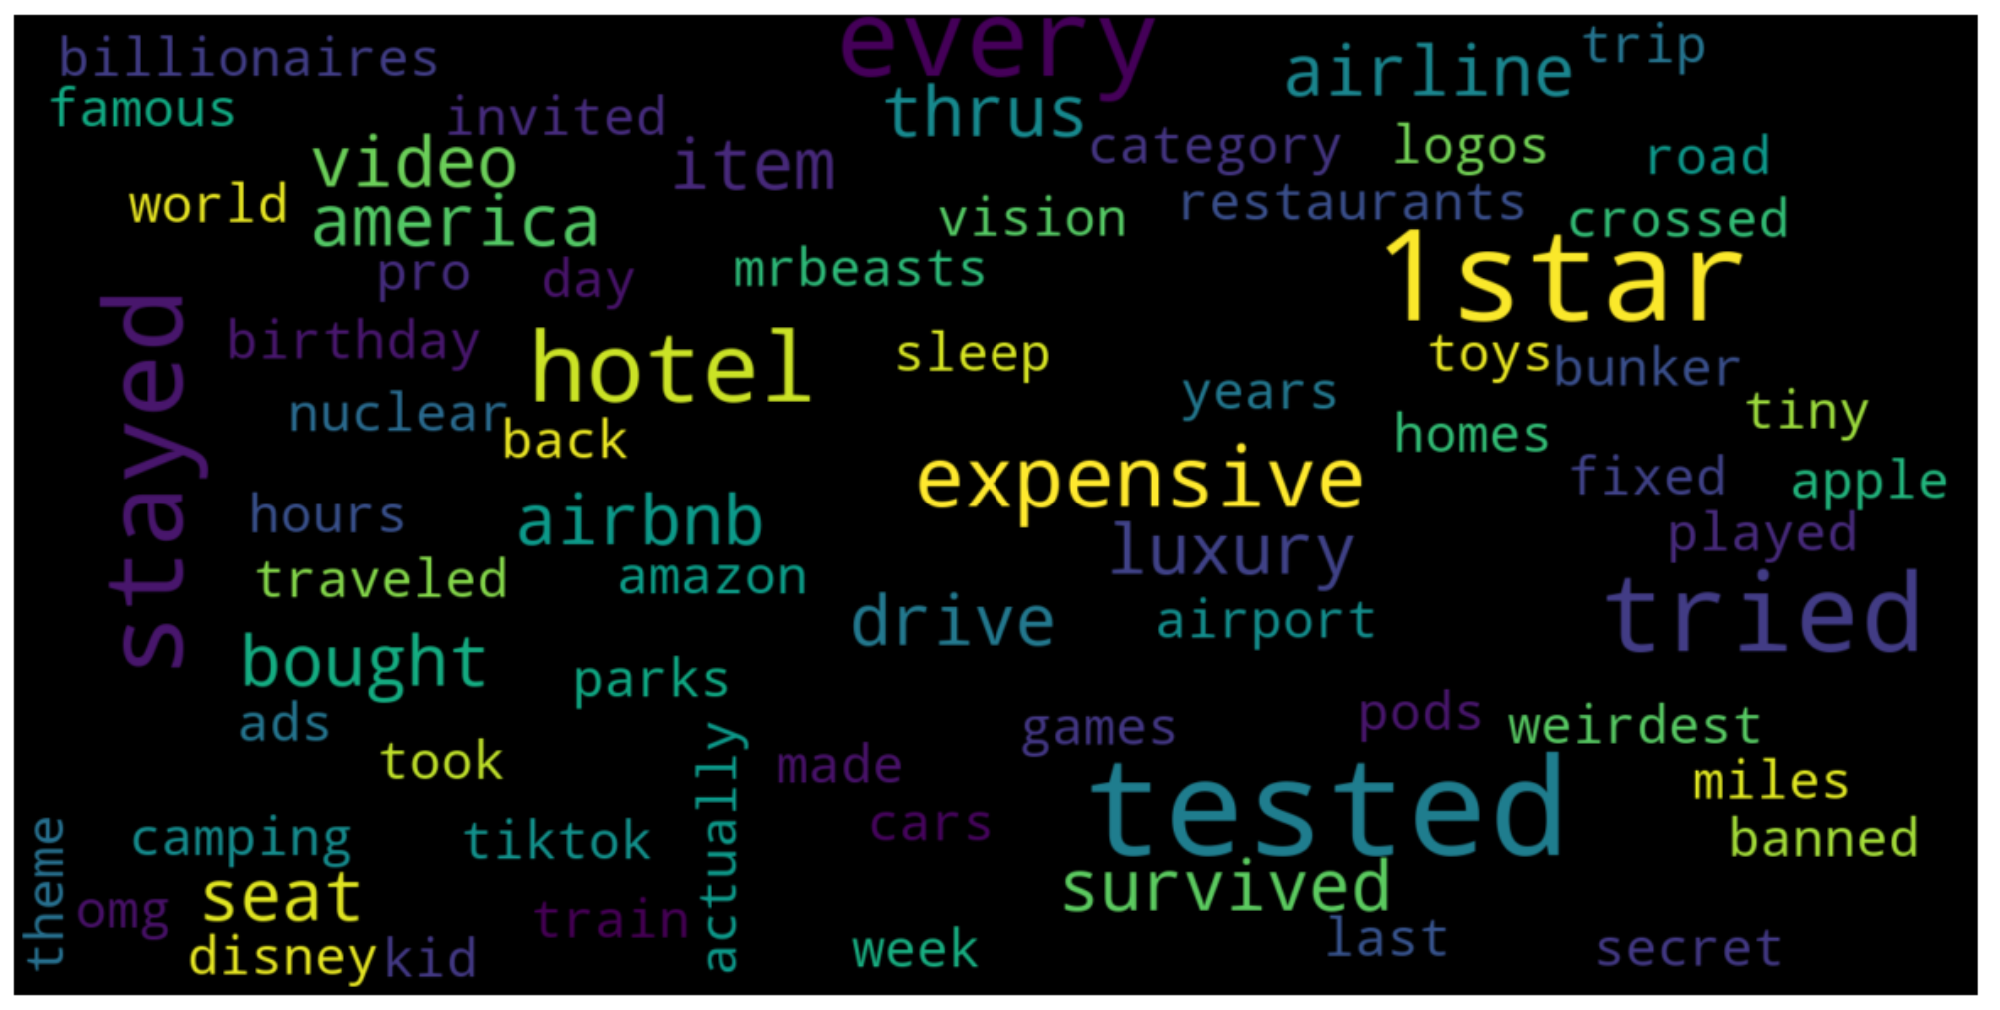 every
billionaires
airline
trip
famous
invited
thrus
video
item
category
logos
road
world
america
vision
restaurants
crossed
pro
day
mrbeasts
1star
stayed
birthday
hotel
sleep
toys
bunker
nuclear
back
years
homes
tiny
expensive
fixed
apple
hours
airbnb
luxury
played
traveled
amazon
drive
airport
tried
bought
parks
ads
took
actually
made
games
pods
weirdest
cars
tested
miles
banned
theme
camping
tiktok
survived
omg
seat
train
disney
kid
week
last
secret